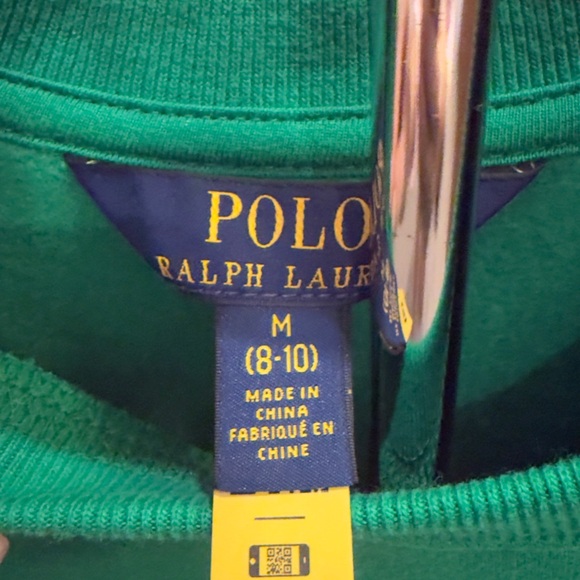 POLO
RALPH LAUR
M
(8-10)
MADE IN
CHINA
FABRIQUÉ EN
CHINE